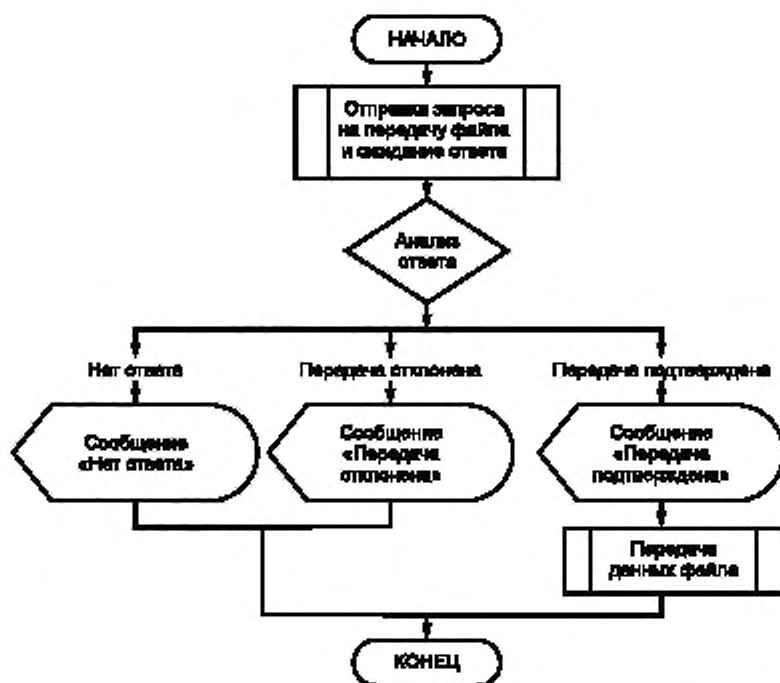 НАЧАЛО
Отправка запроса
на передачу файла
и ожидание ответа
Анализ
ответа
Нет ответа
Передача отклонена
Передача подтверждена
Сообщение
«Нет ответа»
Сообщение
«Передача
отклонена»
Сообщение
«Передача
подтверждена»
Передача
данных файла
КОНЕЦ